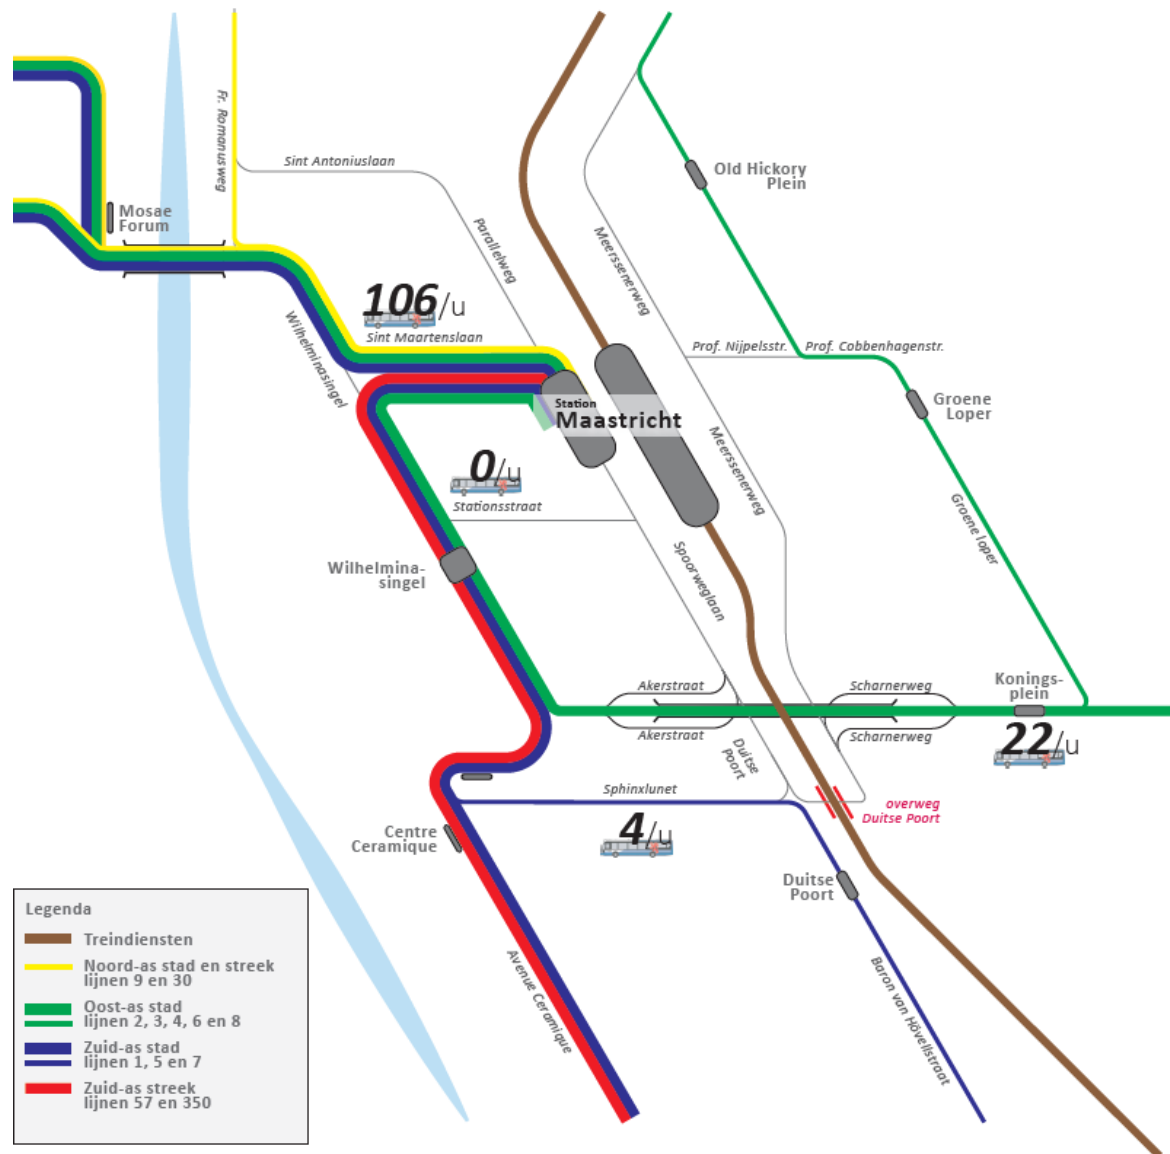 Fr. Romanusweg
Sint Antoniuslaan
Old Hickory
Plein
Mosae
Forum
Parallelweg
Meerssenerweg
106/u
Wilhelminasingel
Sint Maartenslaan
Prof. Nijpelsstr.
Prof. Cobbenhagenstr.
Groene
Loper
Station
Maastricht
Meerssenerweg
0/u
Stationsstraat
Groene loper
Spoorweglaan
Wilhelmina-
singel
Akerstraat
Scharnerweg
Konings-
plein
Akerstraat
Scharnerweg
22/u
Duitse
Poort
Sphinxlunet
overweg
Duitse Poort
4/u
Centre
Ceramique
Duitse
Poort
Avenue Ceramique
Baron van Hövellstraat
Legenda
Treindiensten
Noord-as stad en streek
lijnen 9 en 30
Oost-as stad
lijnen 2, 3, 4, 6 en 8
Zuid-as stad
lijnen 1, 5 en 7
Zuid-as streek
lijnen 57 en 350